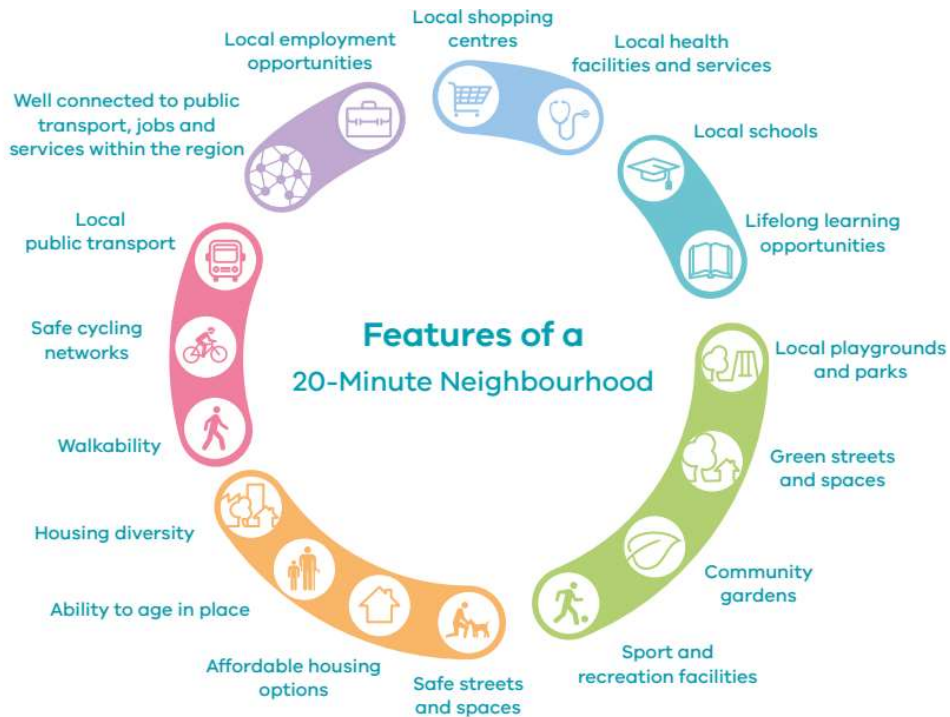 Features of a
20-Minute Neighbourhood
Local shopping
centres
Local health
facilities and services
Local schools
Lifelong learning
opportunities
Local playgrounds
and parks
Green streets
and spaces
Community
gardens
Sport and
recreation facilities
Safe streets
and spaces
Affordable housing
options
Ability to age in place
Housing diversity
Walkability
Safe cycling
networks
Local
public transport
Well connected to public
transport, jobs and
services within the region
Local employment
opportunities